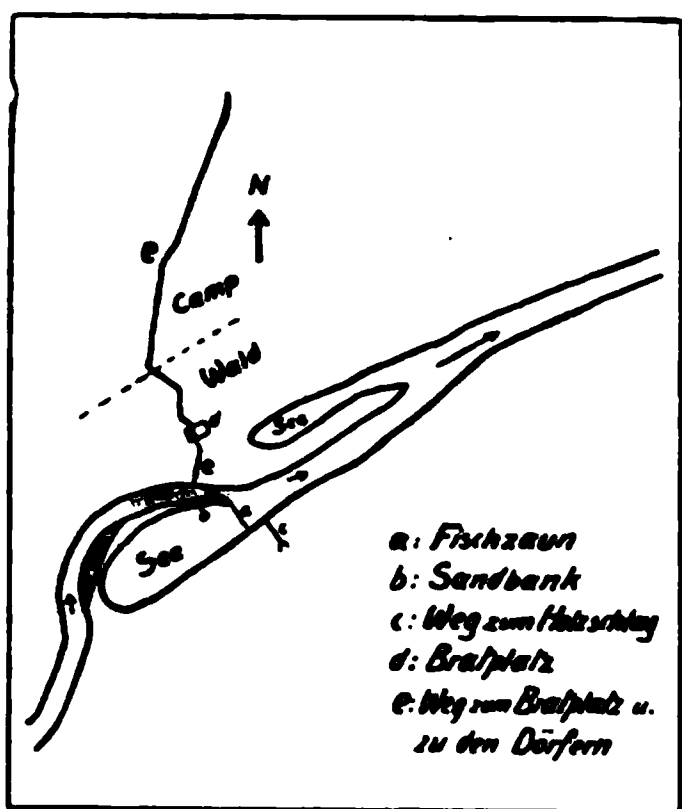 N
e
Camp
Wald
d
See
e
b
a
c
See
a: Fischzaun
b: Sandbank
c: Weg zum Holzschlag
d: Bratplatz
e: Weg zum Bratplatz u.
zu den Dörfern